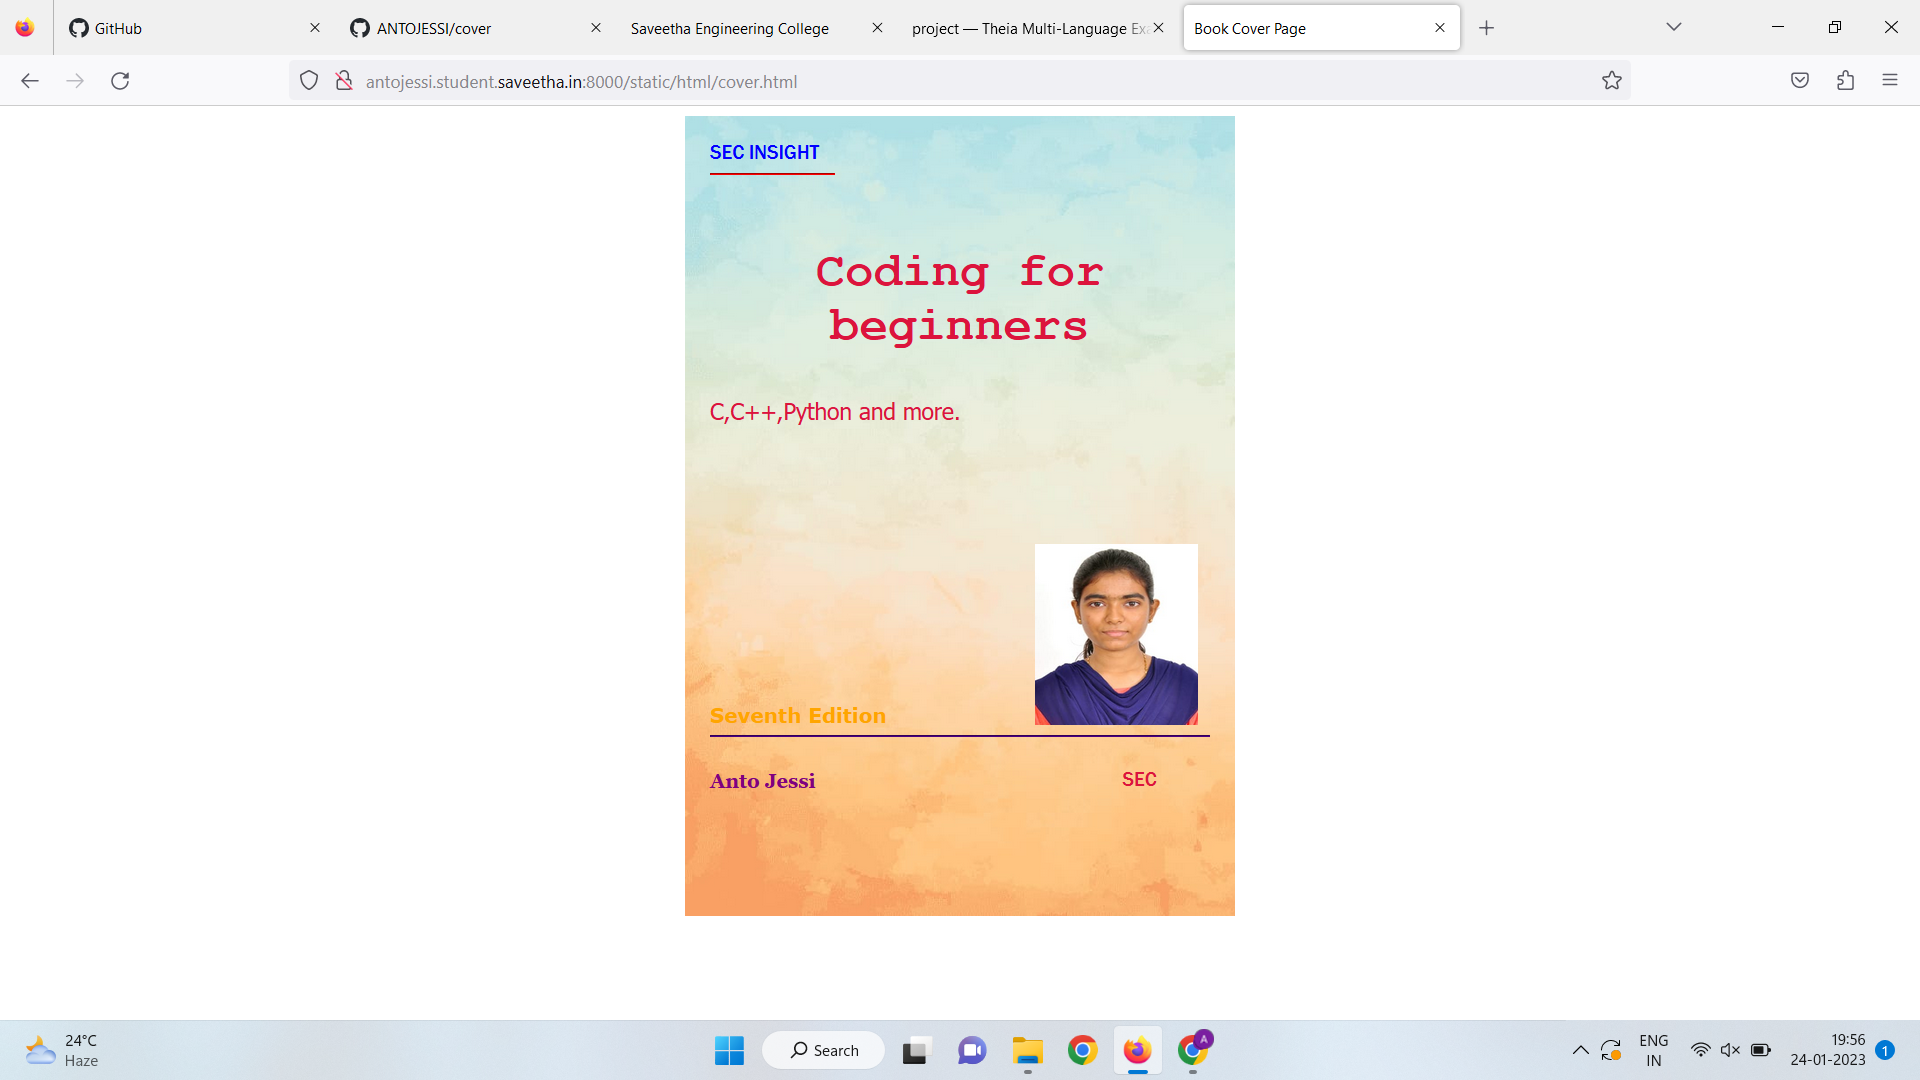 GitHub
ANTOJESSI/cover
Saveetha Engineering College
project — Theia Multi-Language Exa
Book Cover Page
antojessi.student.saveetha.in:8000/static/html/cover.html
SEC INSIGHT
Coding for
beginners
C,C++,Python and more.
Seventh Edition
Anto Jessi
SEC
24°C
Haze
Search
A
ENG
IN
19:56
24-01-2023
1